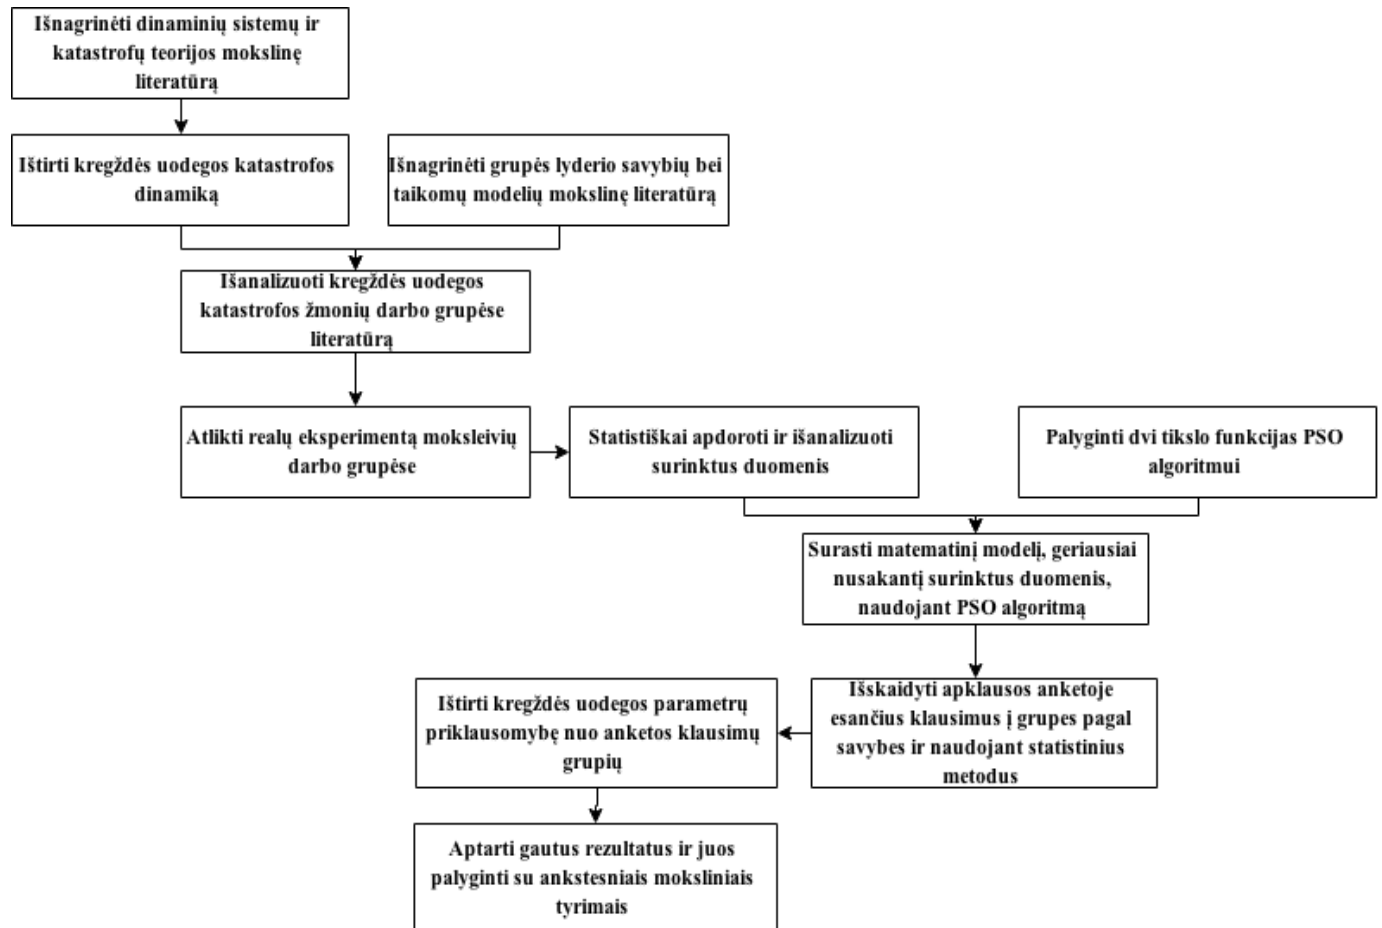 Išnagrinėti dinaminių sistemų ir
katastrofų teorijos mokslinę
literatūrą
Ištirti kregždės uodegos katastrofos
dinamiką
Išnagrinėti grupės lyderio savybių bei
taikomų modelių mokslinę literatūrą
Išanalizuoti kregždės uodegos
katastrofos žmonių darbo grupėse
literatūrą
Atlikti realų eksperimentą moksleivių
darbo grupėse
Statistiškai apdoroti ir išanalizuoti
surinktus duomenis
Palyginti dvi tikslo funkcijas PSO
algoritmui
Surasti matematinį modelį, geriausiai
nusakantį surinktus duomenis,
naudojant PSO algoritmą
Išskaidyti apklausos anketoje
esančius klausimus į grupes pagal
savybes ir naudojant statistinius
metodus
Ištirti kregždės uodegos parametrų
priklausomybę nuo anketos klausimų
grupių
Aptarti gautus rezultatus ir juos
palyginti su ankstesniais moksliniais
tyrimais